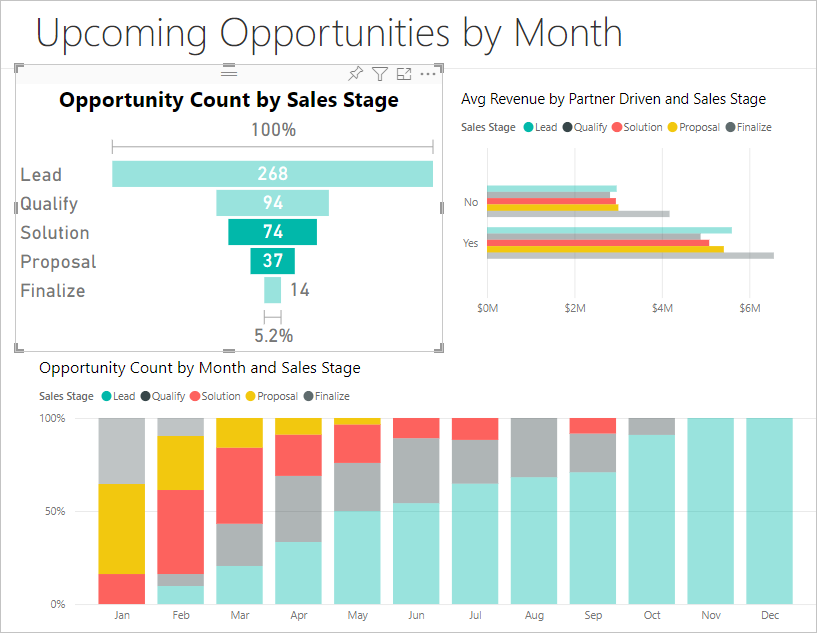 Upcoming Opportunities by Month
Opportunity Count by Sales Stage
100%
Lead 268
Qualify 94
Solution 74
Proposal 37
Finalize 14
5.2%
Avg Revenue by Partner Driven and Sales Stage
Sales Stage Lead Qualify Solution Proposal Finalize
No
Yes
$0M $2M $4M $6M
Opportunity Count by Month and Sales Stage
Sales Stage Lead Qualify Solution Proposal Finalize
100%
50%
0%
Jan Feb Mar Apr May Jun Jul Aug Sep Oct Nov Dec